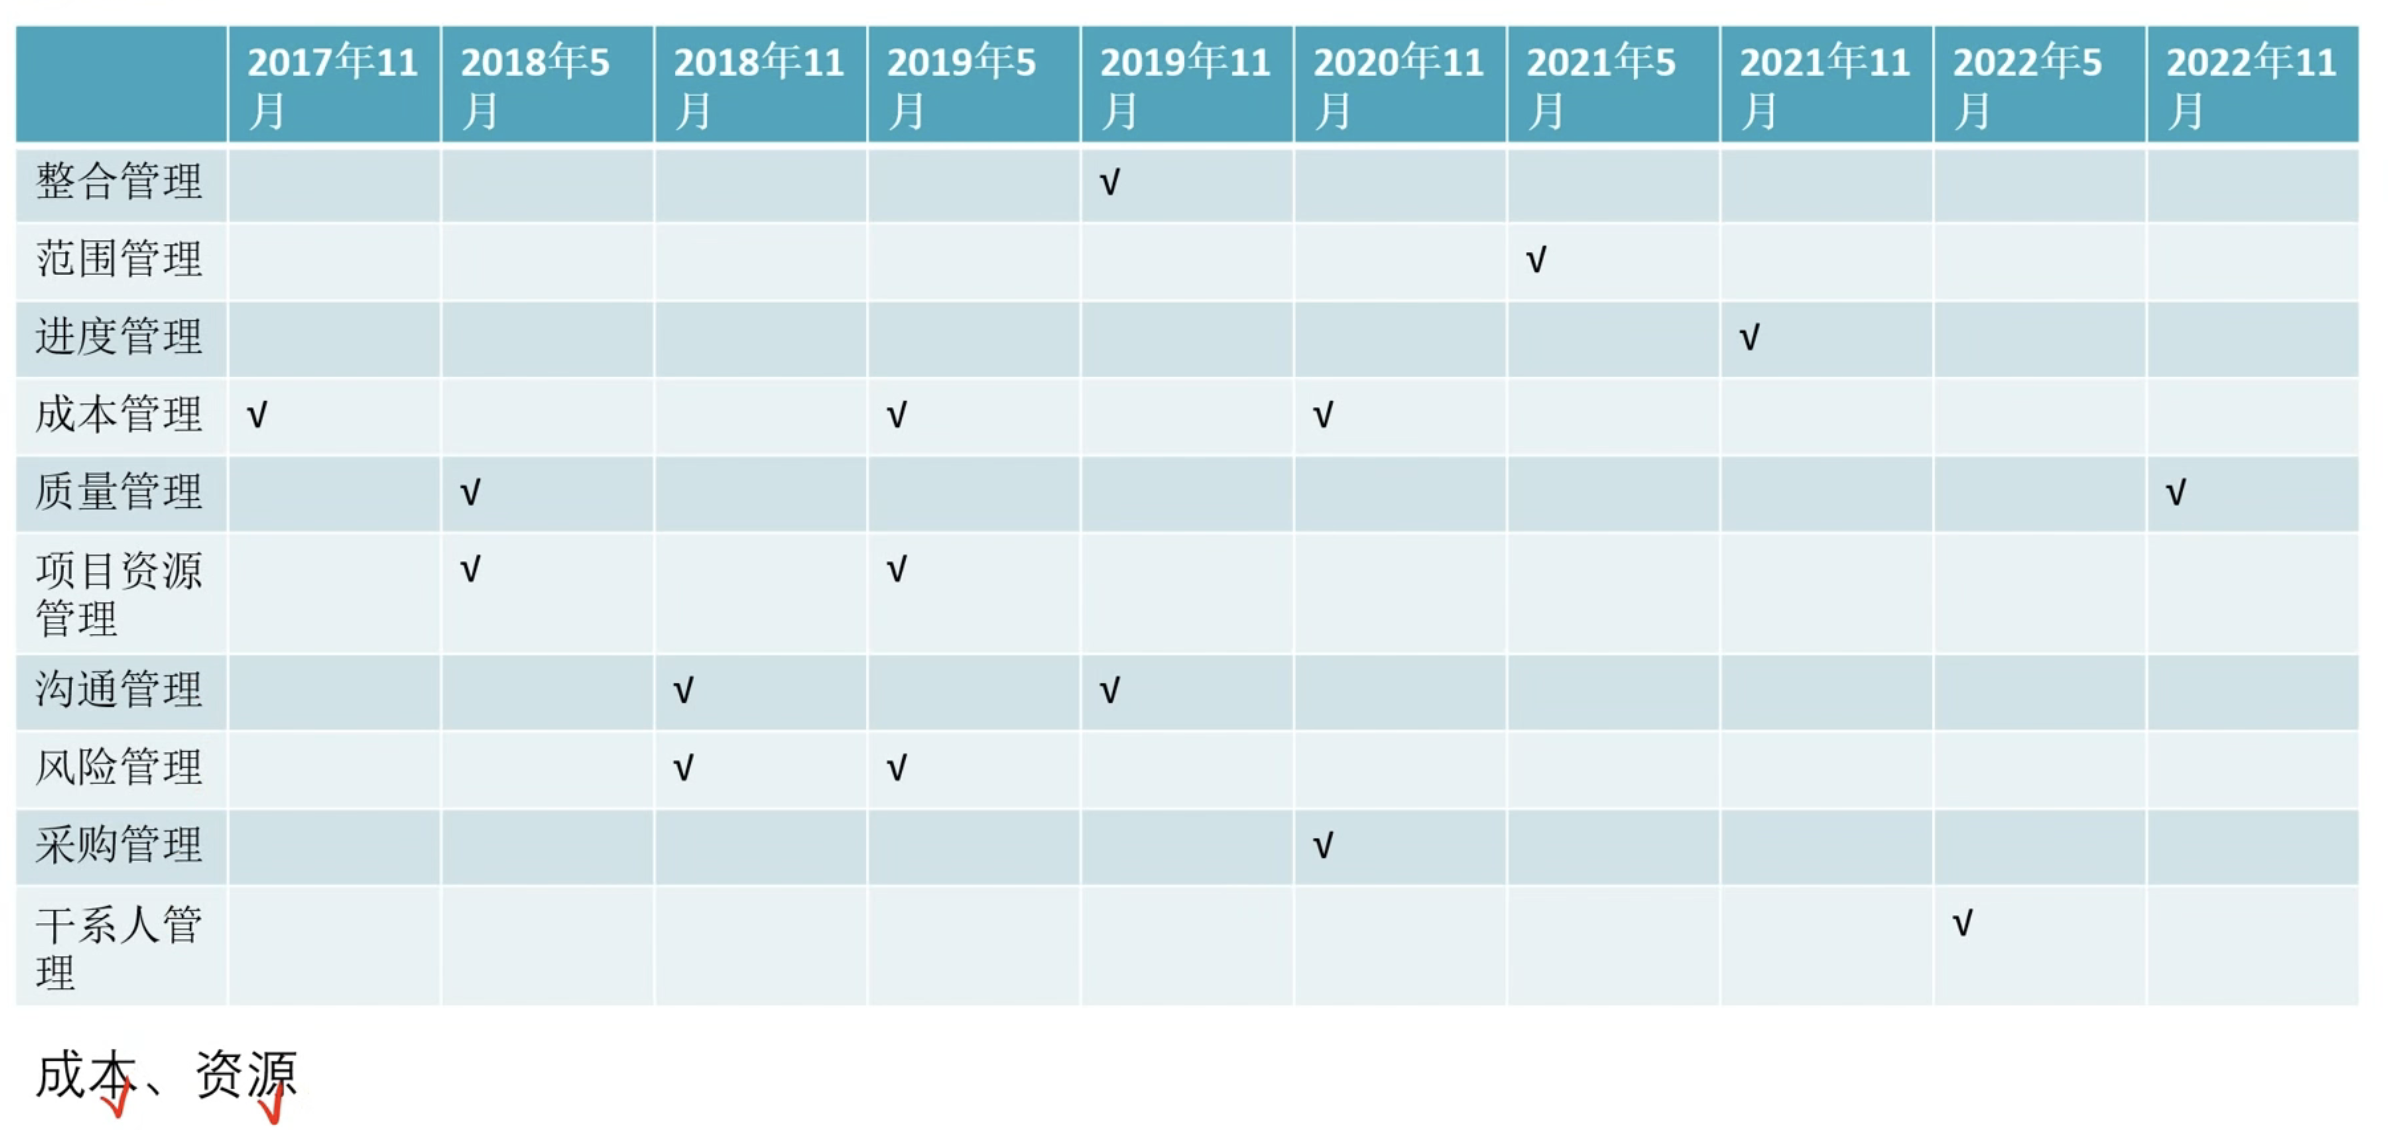 2017年11月 2018年5月 2018年11月 2019年5月 2019年11月 2020年11月 2021年5月 2021年11月 2022年5月 2022年11月
整合管理 √
范围管理 √
进度管理 √
成本管理 √ √ √
质量管理 √ √
项目资源管理 √ √
沟通管理 √ √
风险管理 √ √
采购管理 √
干系人管理 √
成本、资源